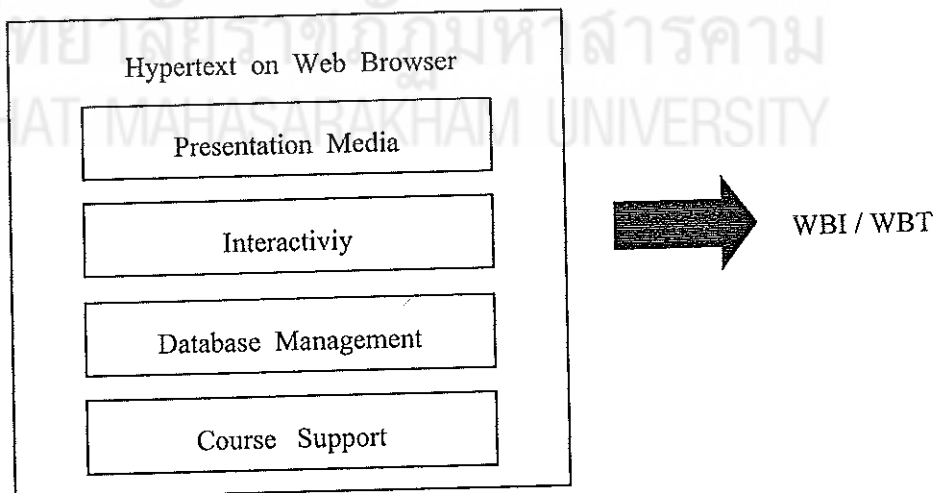 ทยาลัยราชภัฏมหาสารคาม
HAT MAHASARAKHAM UNIVERSITY
Hypertext on Web Browser
Presentation Media
Interactiviy
Database Management
Course Support
WBI / WBT